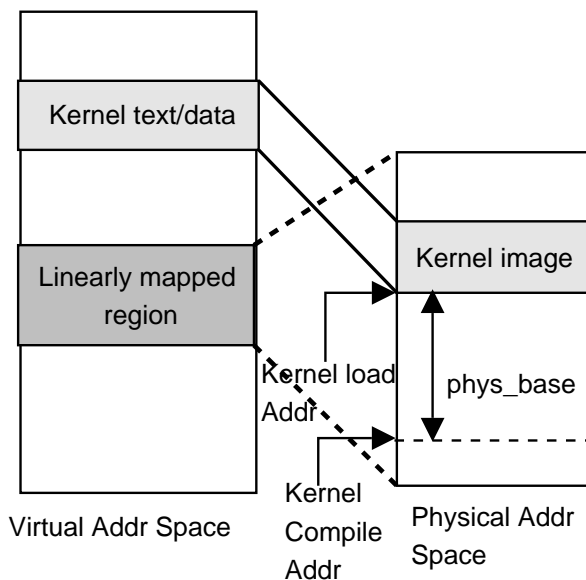 Kernel text/data
Linearly mapped
region
Virtual Addr Space
Kernel image
Kernel load
Addr
phys_base
Kernel
Compile
Addr
Physical Addr
Space